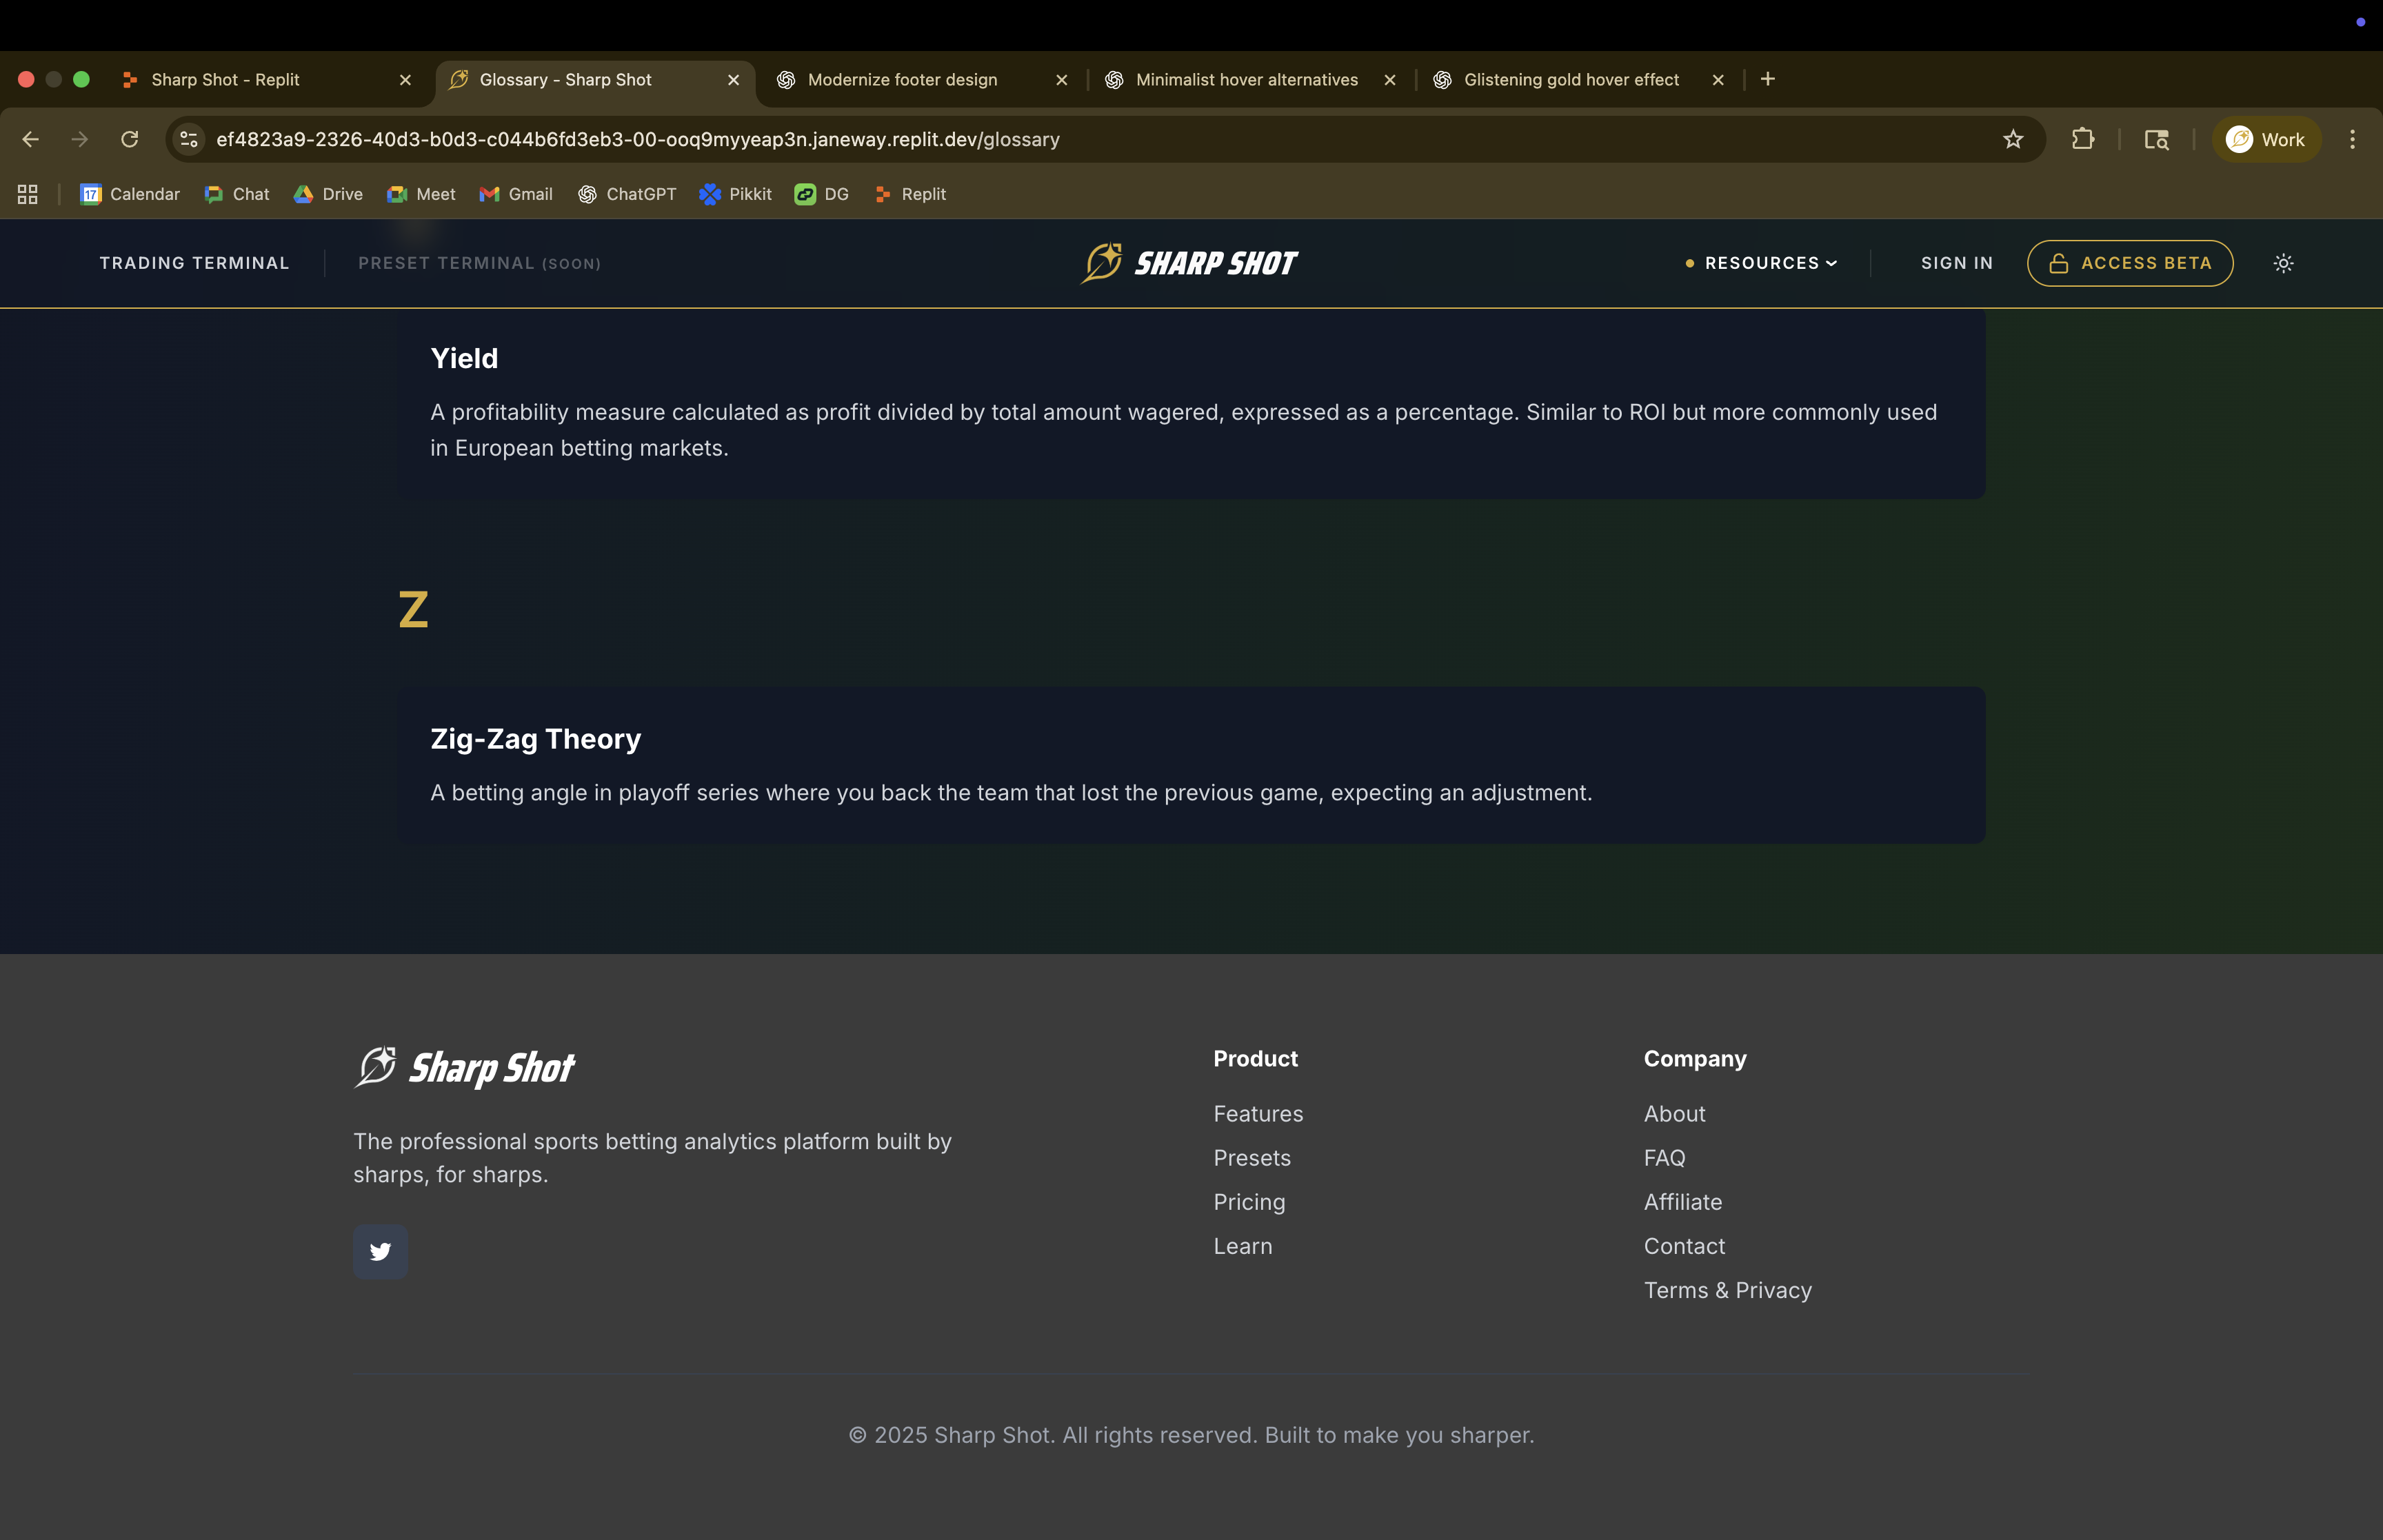 Sharp Shot - Replit
Glossary - Sharp Shot
Modernize footer design
Minimalist hover alternatives
Glistening gold hover effect
ef4823a9-2326-40d3-b0d3-c044b6fd3eb3-00-ooq9myyeap3n.janeway.replit.dev/glossary
Work
17
Calendar
Chat
Drive
Meet
Gmail
ChatGPT
Pikkit
DG
Replit
TRADING TERMINAL
PRESET TERMINAL (SOON)
SHARP SHOT
RESOURCES
SIGN IN
ACCESS BETA
Yield
A profitability measure calculated as profit divided by total amount wagered, expressed as a percentage. Similar to ROI but more commonly used
in European betting markets.
Z
Zig-Zag Theory
A betting angle in playoff series where you back the team that lost the previous game, expecting an adjustment.
Sharp Shot
The professional sports betting analytics platform built by
sharps, for sharps.
Product
Features
Presets
Pricing
Learn
Company
About
FAQ
Affiliate
Contact
Terms & Privacy
© 2025 Sharp Shot. All rights reserved. Built to make you sharper.